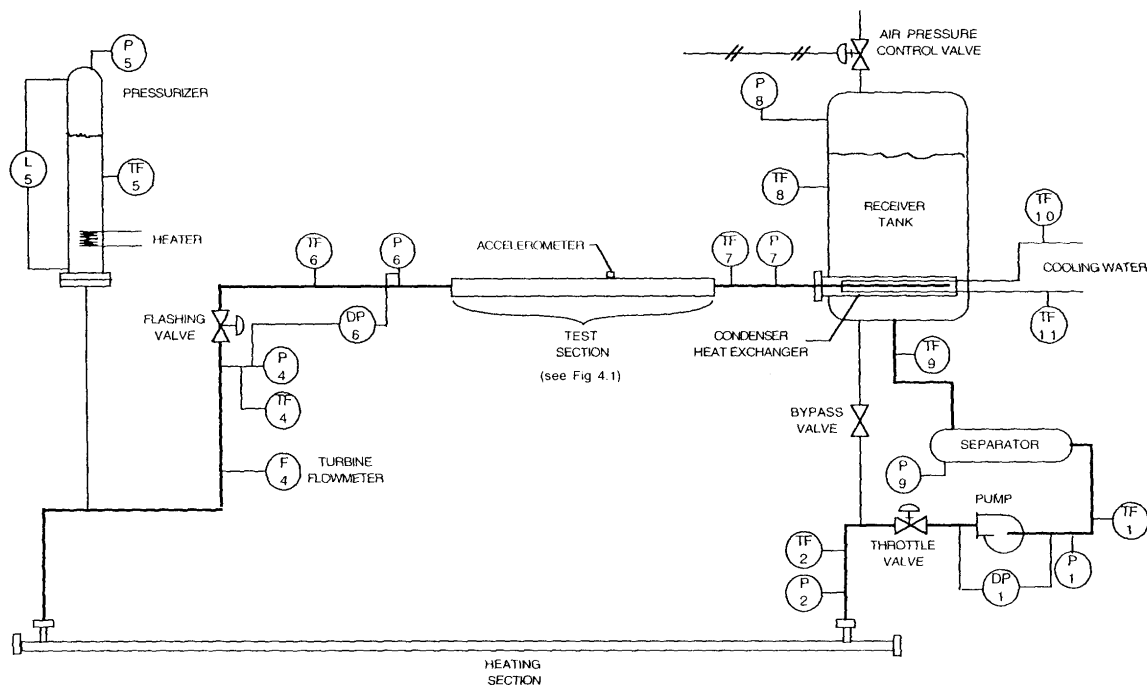 P
5
PRESSURIZER
L
5
TF
5
HEATER
AIR PRESSURE
CONTROL VALVE
P
8
TF
8
RECEIVER
TANK
TF
10
COOLING WATER
TF
11
TF
6
P
6
ACCELEROMETER
TF
7
P
7
FLASHING
VALVE
DP
6
TEST
SECTION
(see Fig 4.1)
CONDENSER
HEAT EXCHANGER
P
4
TF
4
F
4
TURBINE
FLOWMETER
TF
9
BYPASS
VALVE
SEPARATOR
P
9
PUMP
TF
1
THROTTLE
VALVE
TF
2
P
2
DP
1
P
1
HEATING
SECTION